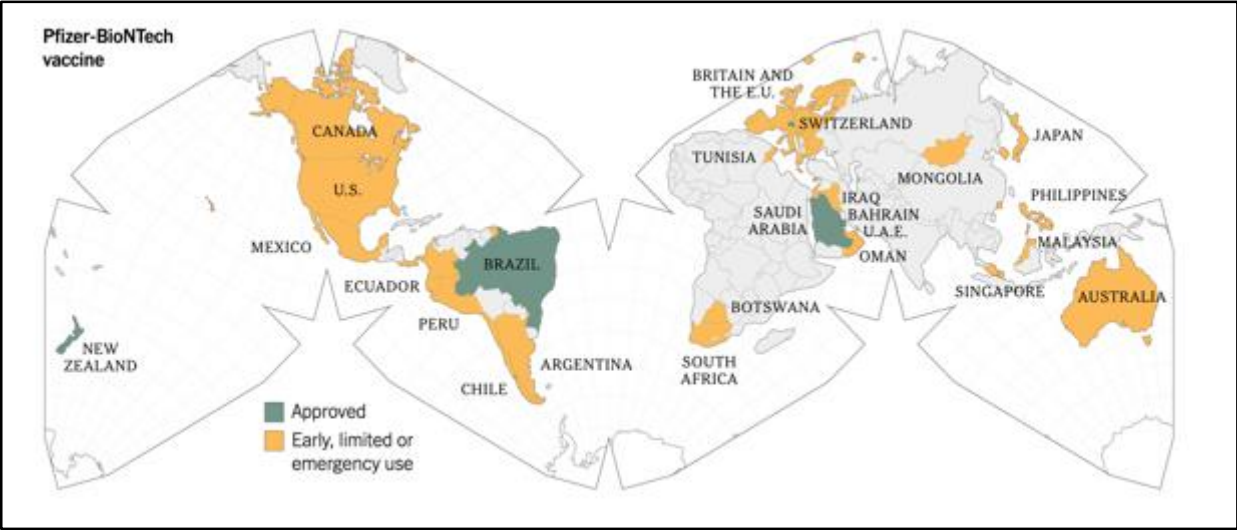 Pfizer-BioNTech
vaccine
CANADA
U.S.
MEXICO
ECUADOR
BRAZIL
PERU
CHILE
ARGENTINA
NEW
ZEALAND
BRITAIN AND
THE E.U.
SWITZERLAND
TUNISIA
SAUDI
ARABIA
IRAQ
BAHRAIN
U.A.E.
OMAN
BOTSWANA
SOUTH
AFRICA
MONGOLIA
JAPAN
PHILIPPINES
MALAYSIA
SINGAPORE
AUSTRALIA
Approved
Early, limited or
emergency use